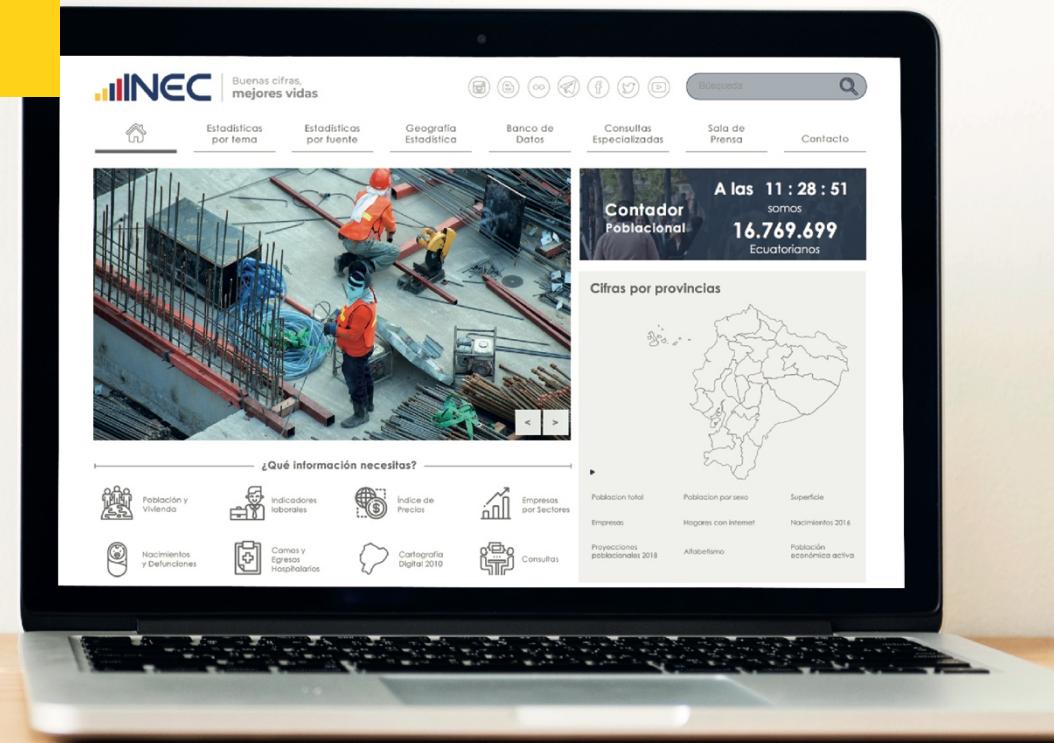 INEC
Buenas cifras,
mejores vidas
Búsqueda
Estadísticas
por tema
Estadísticas
por fuente
Geografía
Estadística
Banco de
Datos
Consultas
Especializadas
Sala de
Prensa
Contacto
Contador
Poblacional
A las 11 : 28 : 51
somos
16.769.699
Ecuatorianos
Cifras por provincias
< >
¿Qué información necesitas?
Población y
Vivienda
Indicadores
laborales
Índice de
Precios
Empresas
por Sectores
Nacimientos
y Defunciones
Camas y
Egresos
Hospitalarios
Cartografía
Digital 2010
Consultas
Poblacion total
Poblacion por sexo
Superficie
Empresas
Hogares con internet
Nacimientos 2016
Proyecciones
poblacionales 2018
Alfabetismo
Población
económica activa